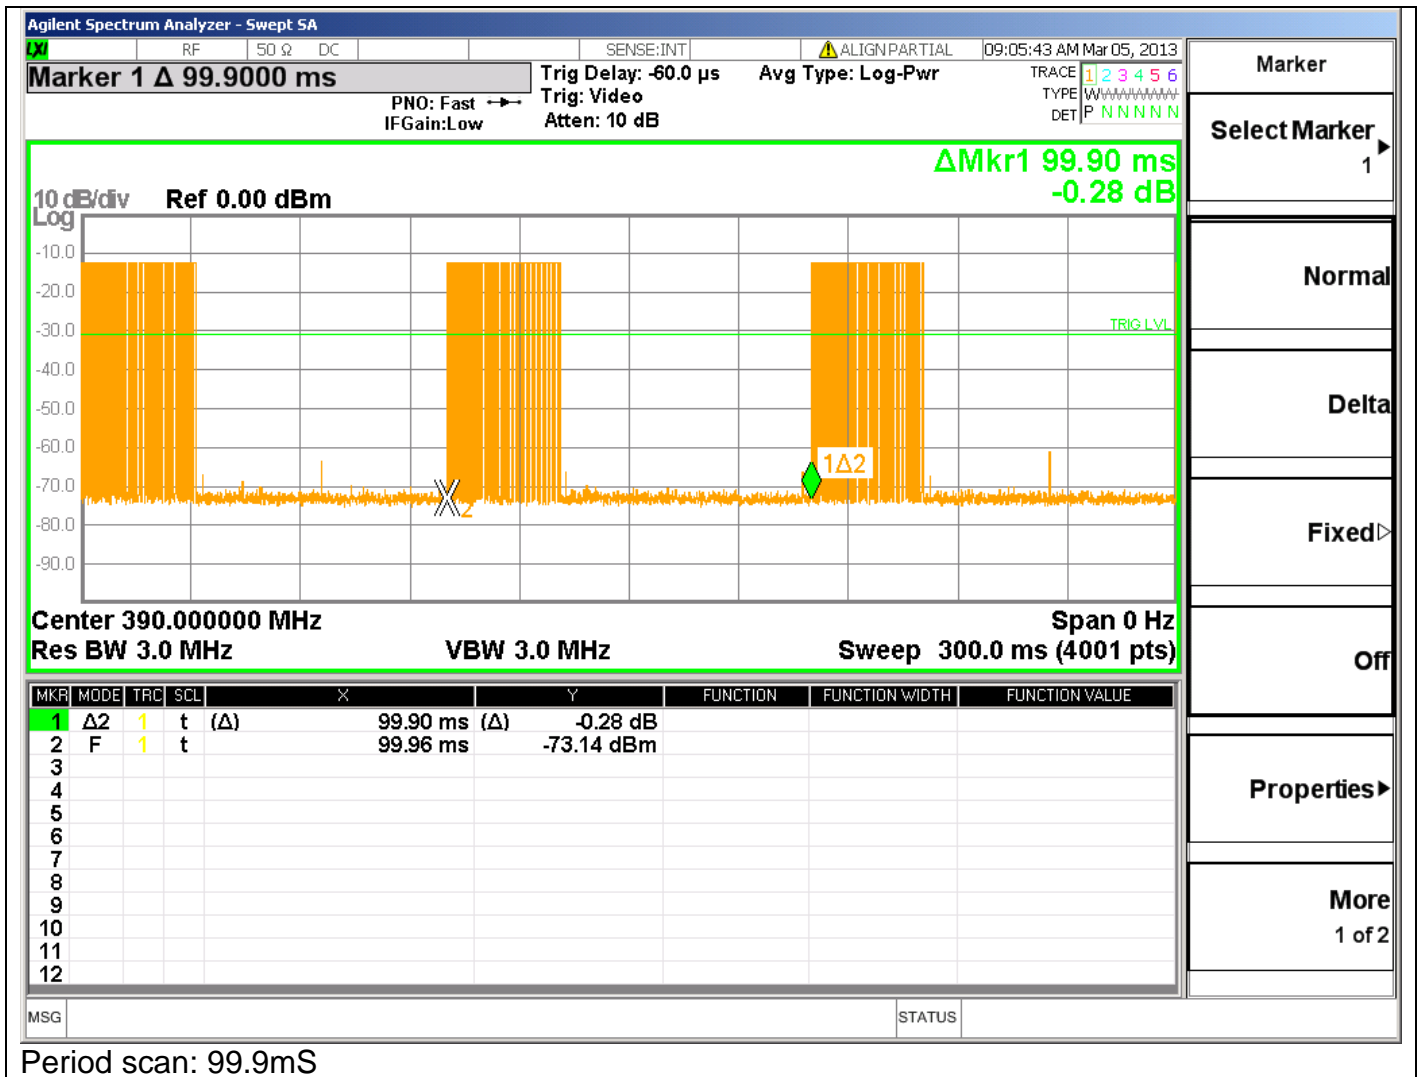 Agilent Spectrum Analyzer - Swept SA
LXI RF 50 Ω DC SENSE:INT ALIGN PARTIAL 09:05:43 AM Mar 05, 2013
Marker 1 Δ 99.9000 ms
PNO: Fast
IFGain:Low
Trig Delay: -60.0 µs
Trig: Video
Atten: 10 dB
Avg Type: Log-Pwr
TRACE 1 2 3 4 5 6
TYPE W
DET P N N N N N
ΔMkr1 99.90 ms
-0.28 dB
10 dB/div Ref 0.00 dBm
Log
-10.0
-20.0
-30.0
-40.0
-50.0
-60.0
-70.0
-80.0
-90.0
TRIG LVL
1Δ2
2
Center 390.000000 MHz Span 0 Hz
Res BW 3.0 MHz VBW 3.0 MHz Sweep 300.0 ms (4001 pts)
MKR MODE TRC SCL X Y FUNCTION FUNCTION WIDTH FUNCTION VALUE
1 Δ2 1 t (Δ) 99.90 ms (Δ) -0.28 dB
2 F 1 t 99.96 ms -73.14 dBm
3
4
5
6
7
8
9
10
11
12
MSG STATUS
Marker
Select Marker
1
Normal
Delta
Fixed
Off
Properties
More
1 of 2
Period scan: 99.9mS